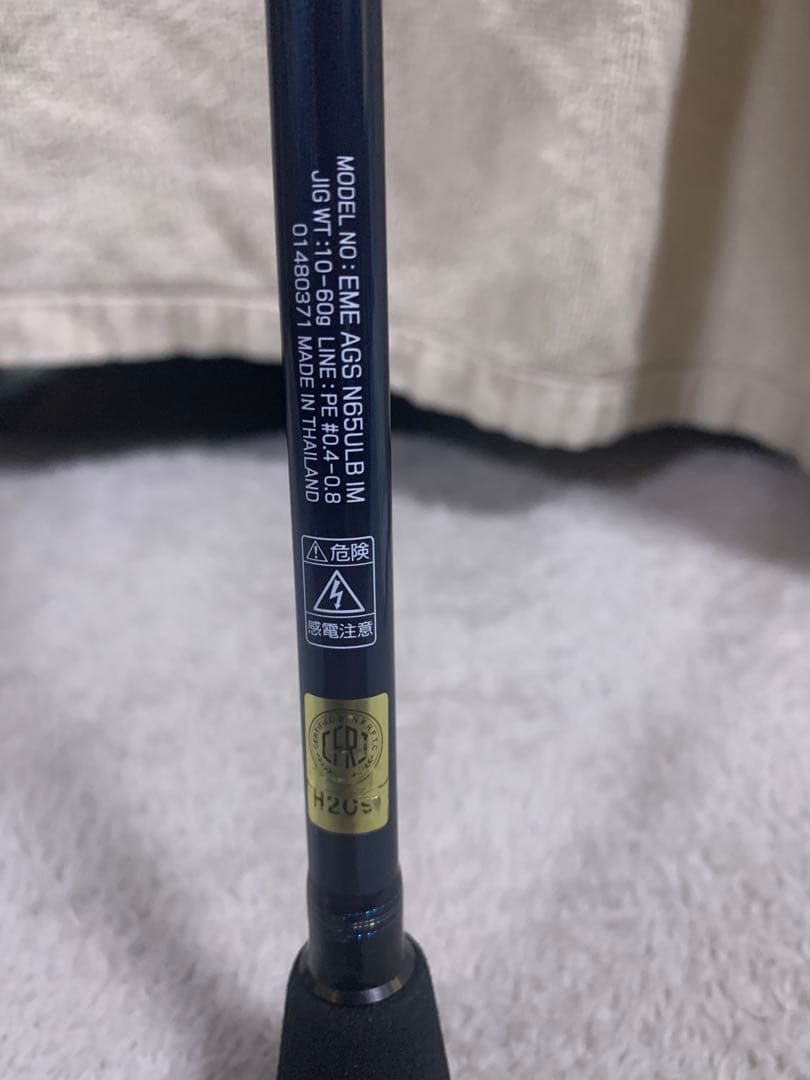 MODEL NO : EME AGS N65ULB IM
JIG WT : 10-60g LINE : PE #0.4-0.8
01480371 MADE IN THAILAND
危険
感電注意